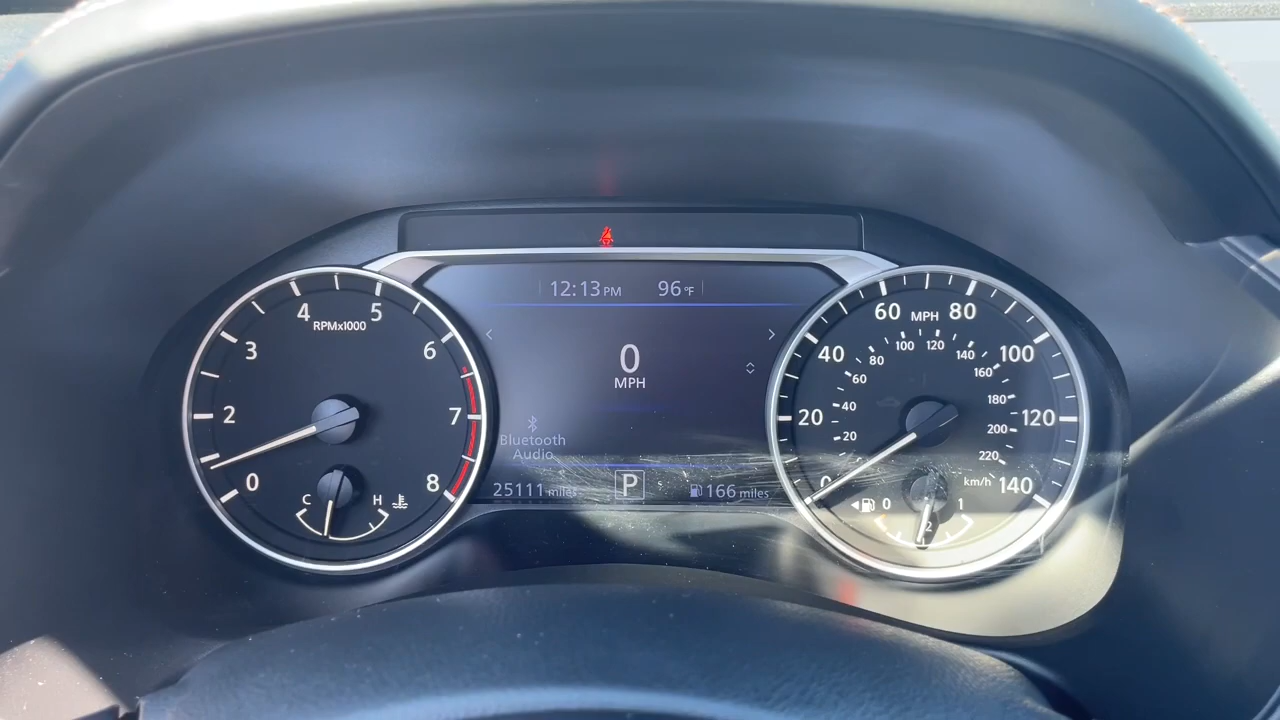 12:13 PM 96°F
0
MPH
Bluetooth
Audio
25111 miles
P
166 miles
0 2 3 4 5 6 7 8
RPMx1000
C H
0 20 40 60 80 100 120 140
MPH
20 40 60 80 100 120 140 160 180 200 220
km/h
0 1